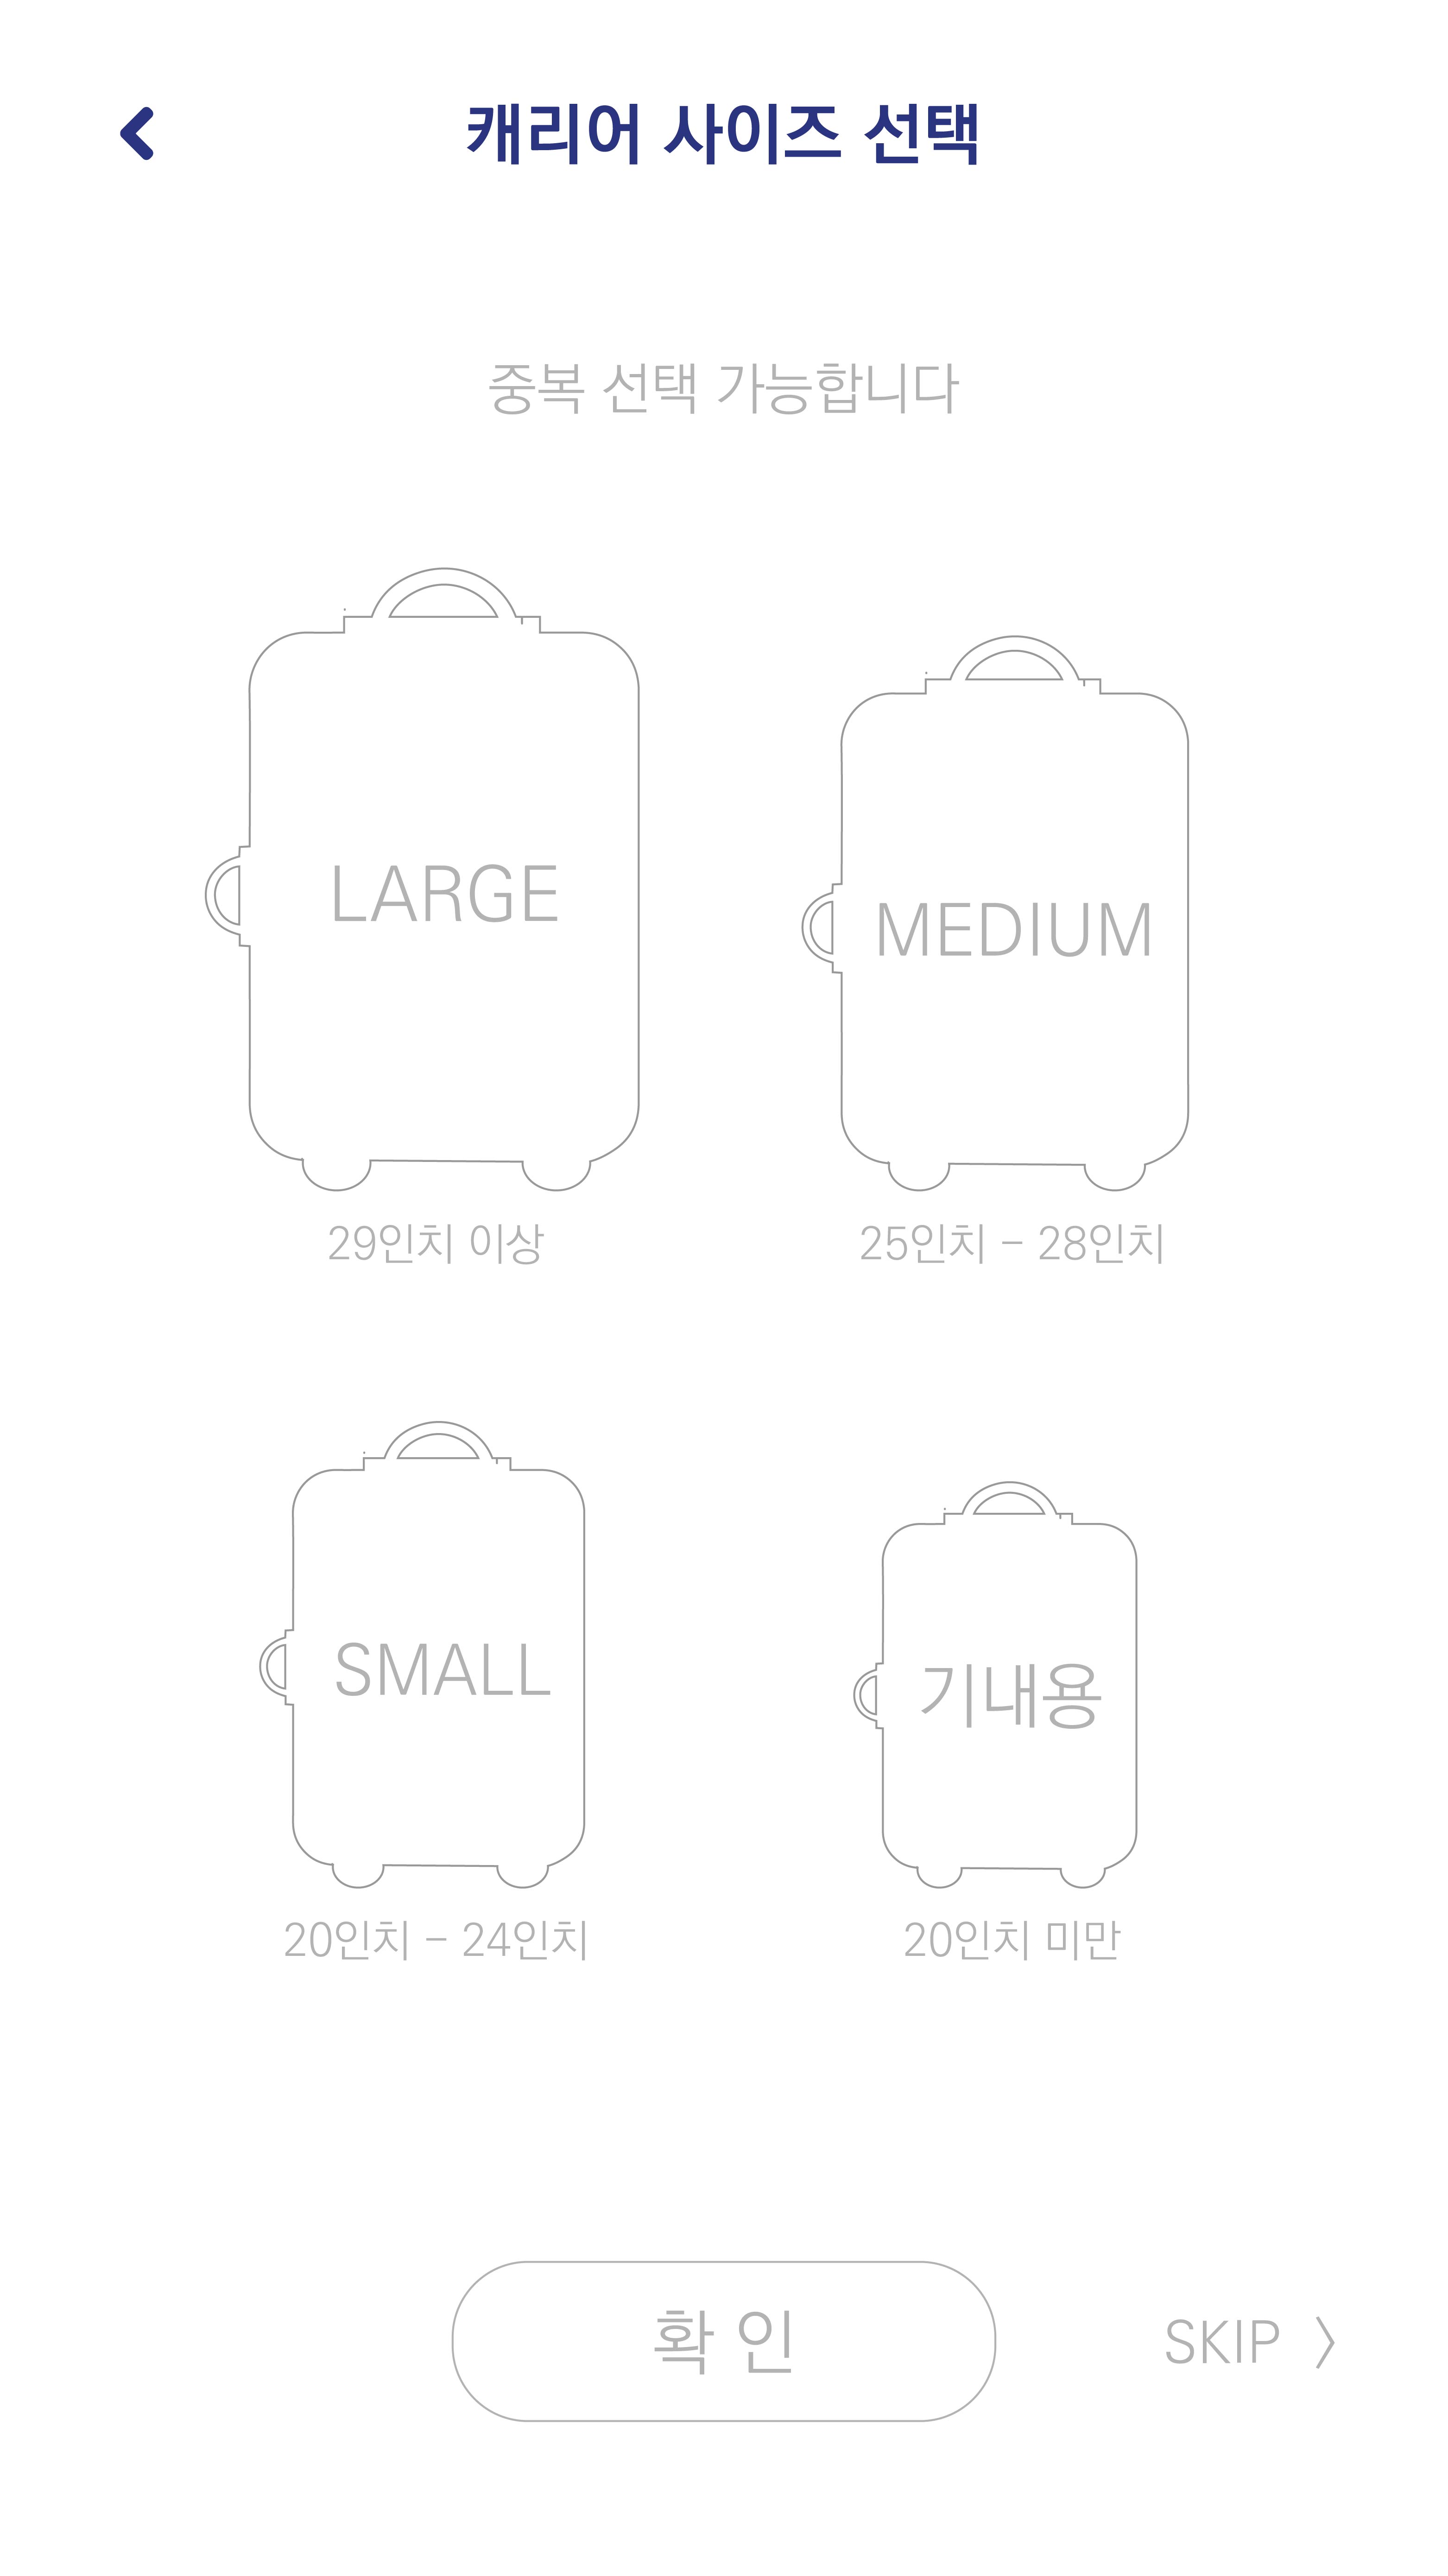 캐리어 사이즈 선택
중복 선택 가능합니다
LARGE
MEDIUM
29인치 이상
25인치 - 28인치
SMALL
기내용
20인치 - 24인치
20인치 미만
확 인
SKIP